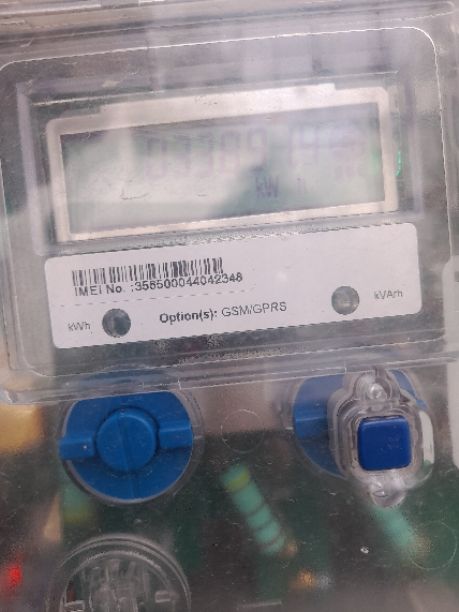 kW h
IMEI No. :356500044042348
kWh
Option(s): GSM/GPRS
kVArh